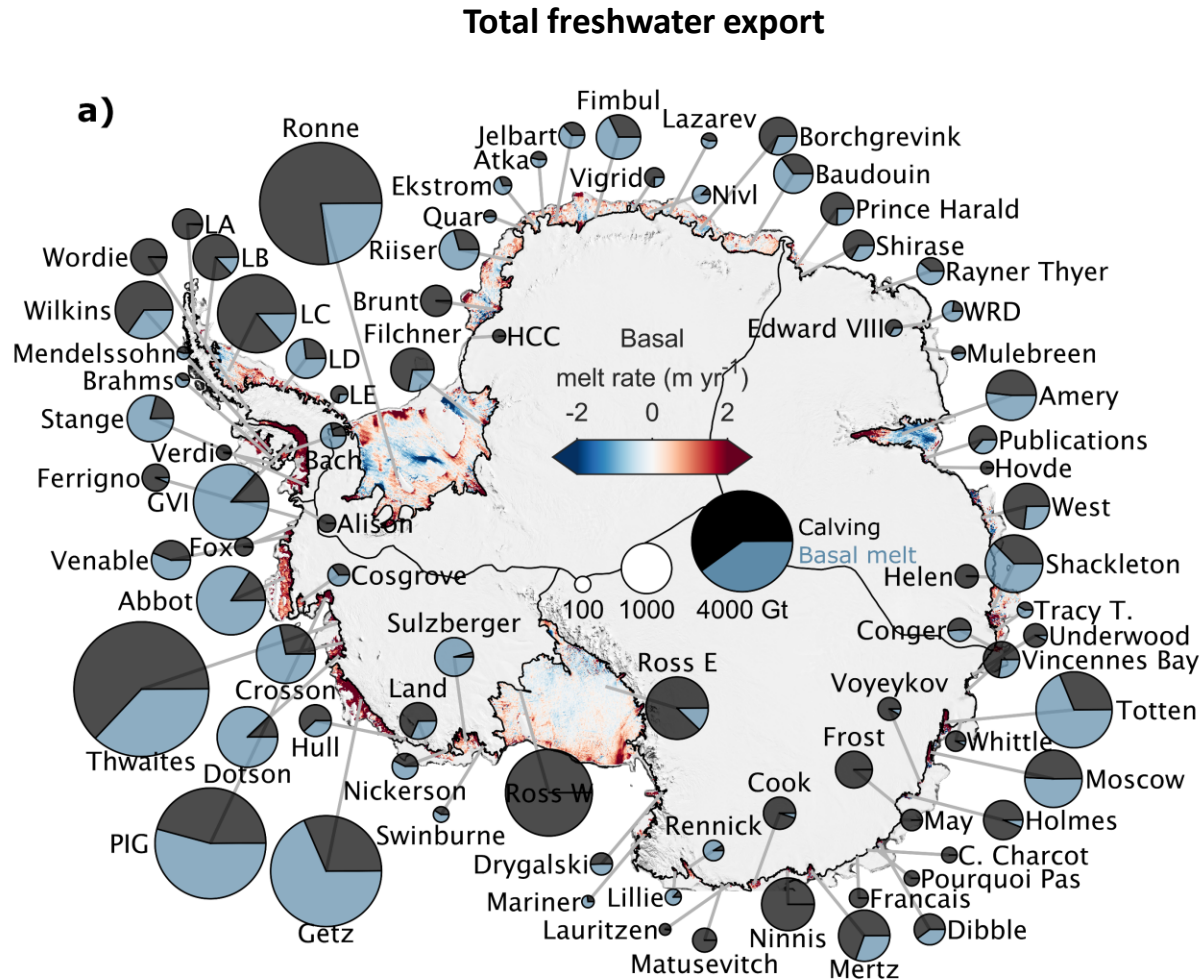 Total freshwater export
a)
Ronne
Jelbart
Fimbul
Lazarev
Borchgrevink
Atka
Ekstrom
Vigrid
Nivl
Baudouin
Quar
Prince Harald
LA
Wordie
LB
Riiser
Shirase
Rayner Thyer
Wilkins
LC
Brunt
WRD
Filchner
HCC
Basal
melt rate (m yr-1)
Edward VIII
Mendelssohn
LD
Mulebreen
Brahms
LE
-2
0
2
Amery
Stange
Publications
Verdi
Bach
Hovde
Ferrigno
GVI
West
Alison
Calving
Basal melt
Fox
Venable
Cosgrove
Helen
Shackleton
Abbot
100
1000
4000 Gt
Tracy T.
Sulzberger
Conger
Underwood
Vincennes Bay
Ross E
Crosson
Land
Voyeykov
Totten
Hull
Frost
Whittle
Thwaites
Dotson
Moscow
Nickerson
Ross W
Cook
Swinburne
Rennick
May
Holmes
PIG
C. Charcot
Drygalski
Pourquoi Pas
Mariner
Lillie
Francais
Getz
Lauritzen
Ninnis
Dibble
Matusevitch
Mertz